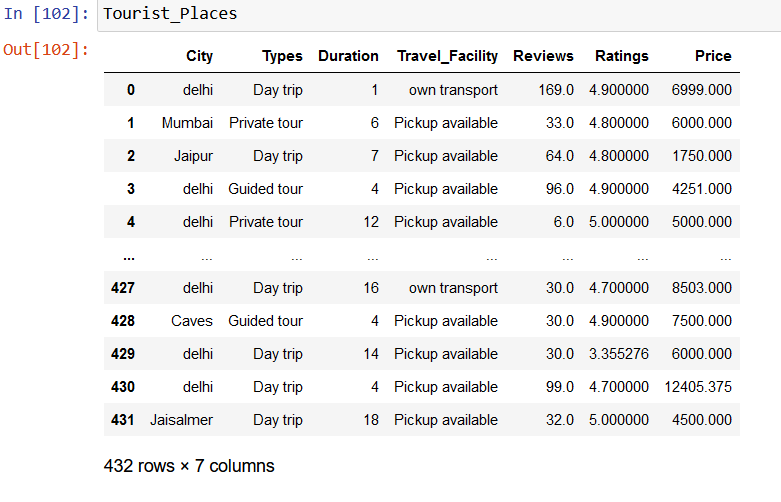 In [102]: Tourist_Places
Out[102]:
City Types Duration Travel_Facility Reviews Ratings Price
0 delhi Day trip 1 own transport 169.0 4.900000 6999.000
1 Mumbai Private tour 6 Pickup available 33.0 4.800000 6000.000
2 Jaipur Day trip 7 Pickup available 64.0 4.800000 1750.000
3 delhi Guided tour 4 Pickup available 96.0 4.900000 4251.000
4 delhi Private tour 12 Pickup available 6.0 5.000000 5000.000
... ... ... ... ... ... ... ...
427 delhi Day trip 16 own transport 30.0 4.700000 8503.000
428 Caves Guided tour 4 Pickup available 30.0 4.900000 7500.000
429 delhi Day trip 14 Pickup available 30.0 3.355276 6000.000
430 delhi Day trip 4 Pickup available 99.0 4.700000 12405.375
431 Jaisalmer Day trip 18 Pickup available 32.0 5.000000 4500.000
432 rows × 7 columns